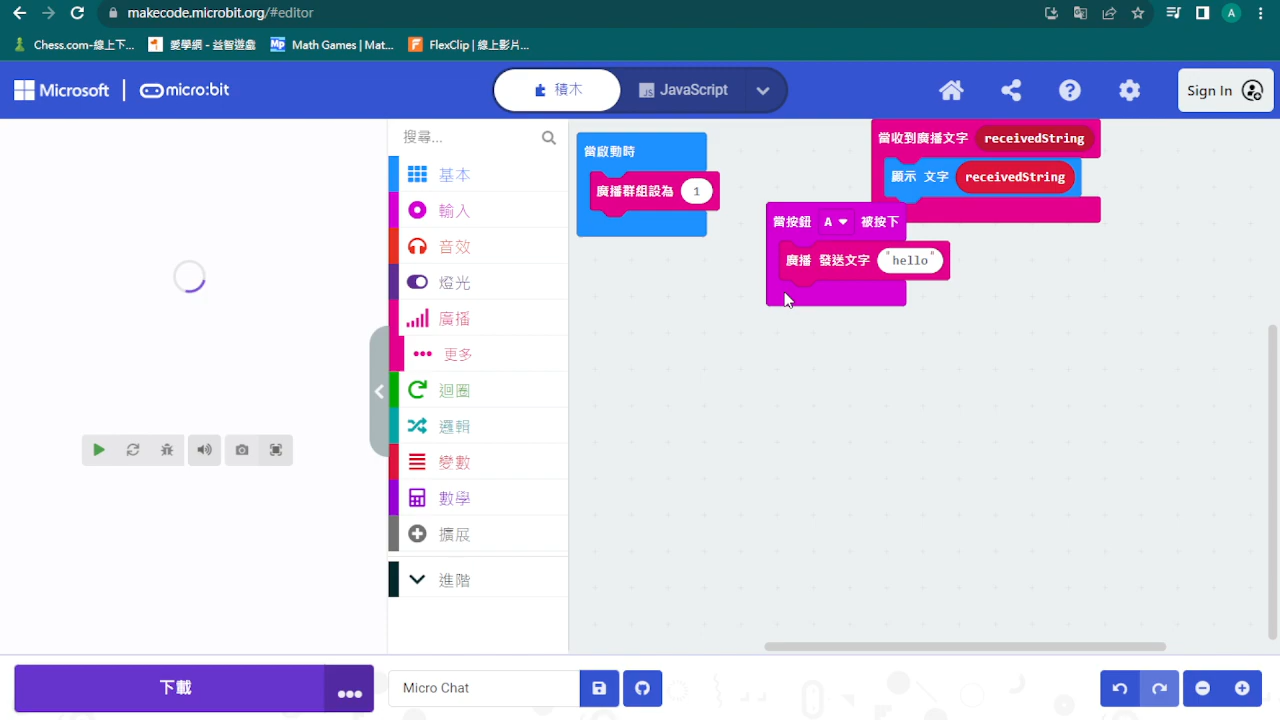 makecode.microbit.org/#editor
A
Chess.com-線上下...
愛學網 - 益智遊戲
Math Games | Mat...
FlexClip | 線上影片...
Microsoft | micro:bit
積木
JS JavaScript
Sign In
搜尋...
基本
輸入
音效
燈光
廣播
更多
迴圈
邏輯
變數
數學
擴展
進階
當啟動時
廣播群組設為 1
當收到廣播文字 receivedString
顯示 文字 receivedString
當按鈕 A 被按下
廣播 發送文字 "hello"
下載
Micro Chat